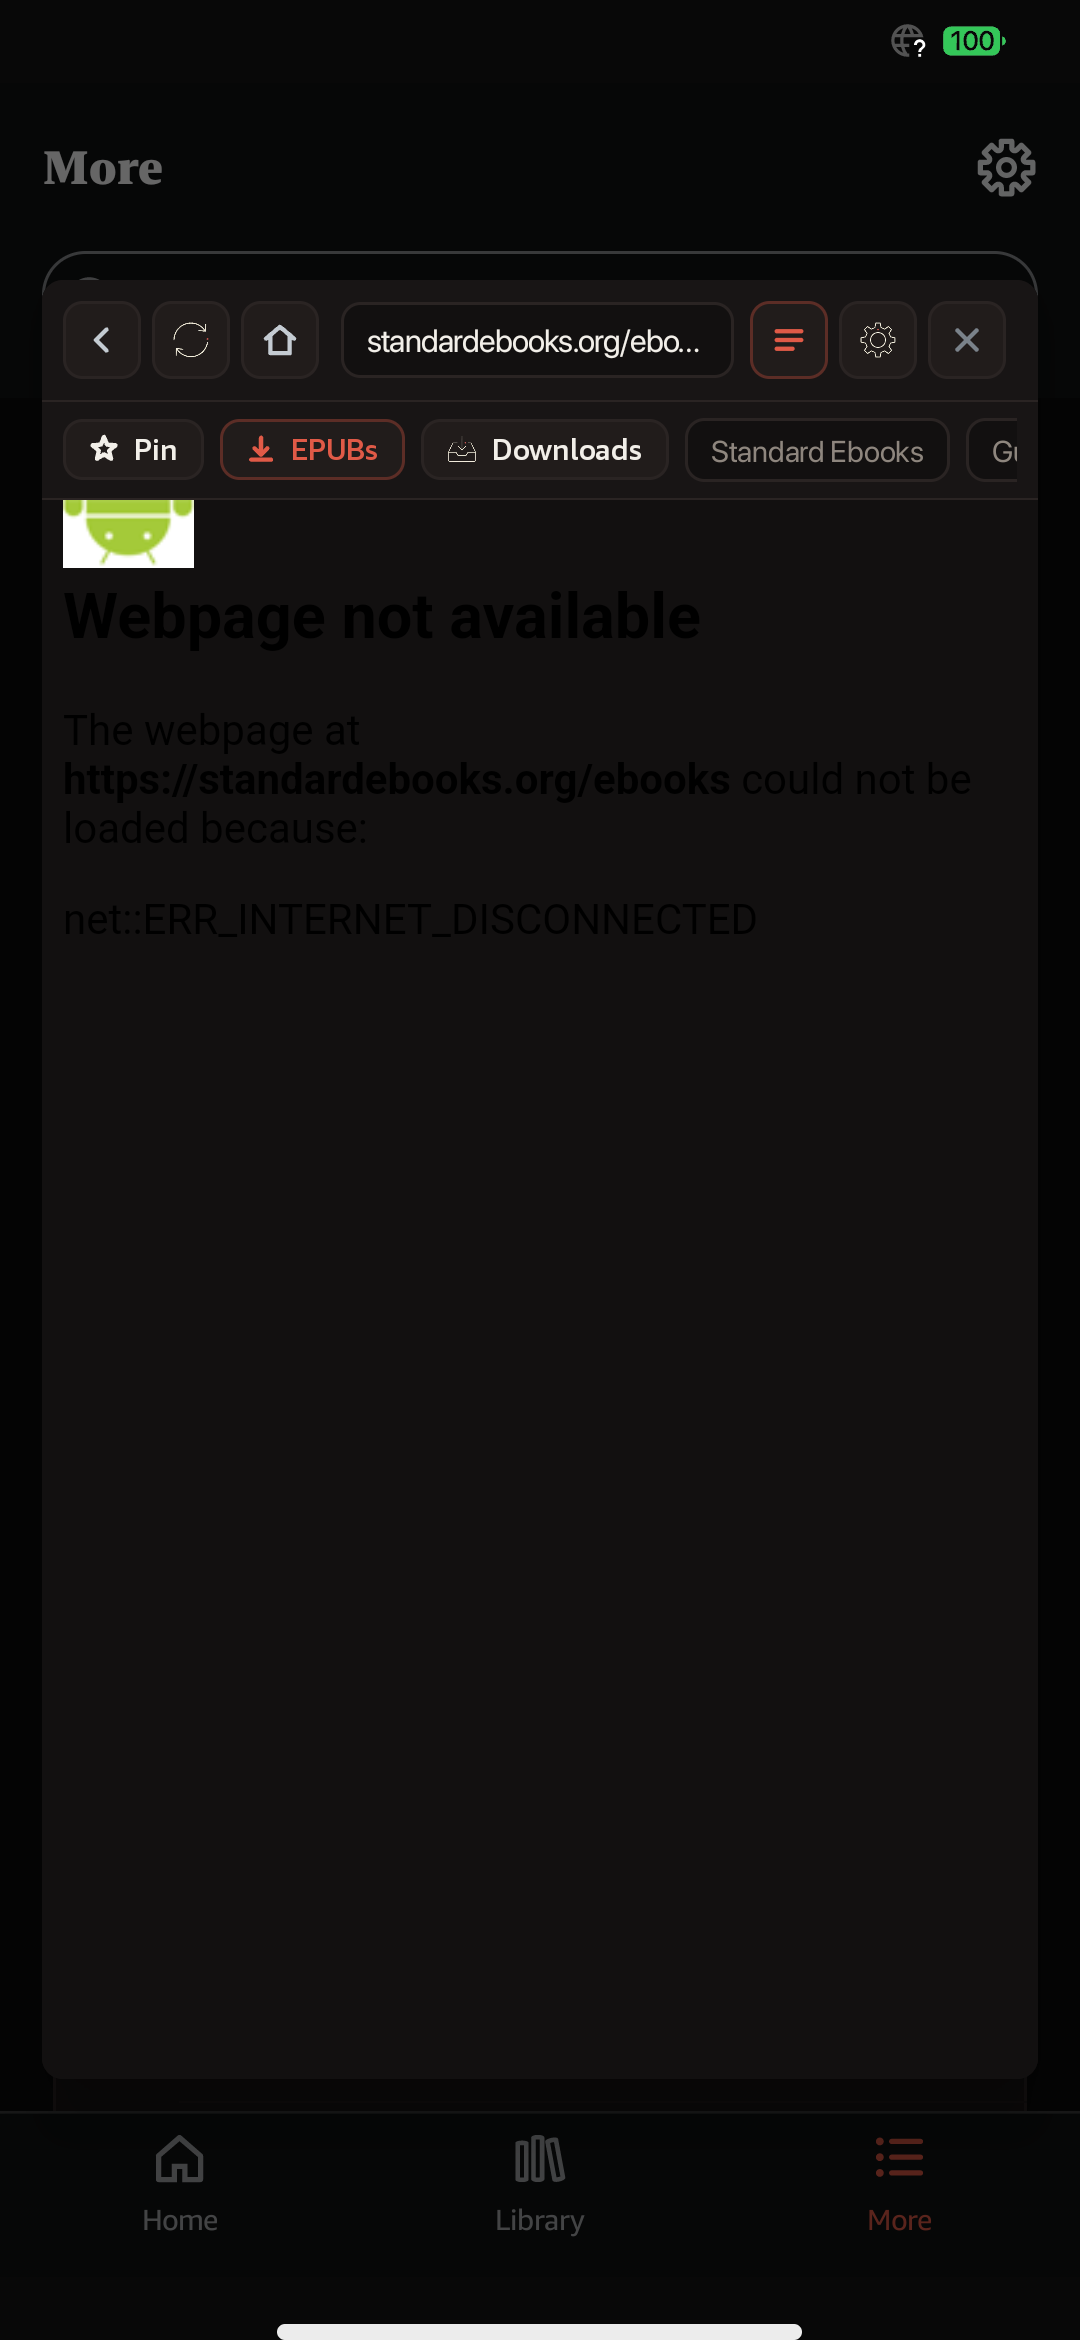 100
More
standardebooks.org/ebo...
Pin
EPUBs
Downloads
Standard Ebooks
Webpage not available
The webpage at
https://standardebooks.org/ebooks could not be
loaded because:
net::ERR_INTERNET_DISCONNECTED
Home
Library
More